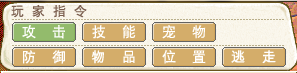 玩家指令
攻击 技能 宠物
防御 物品 位置 逃走